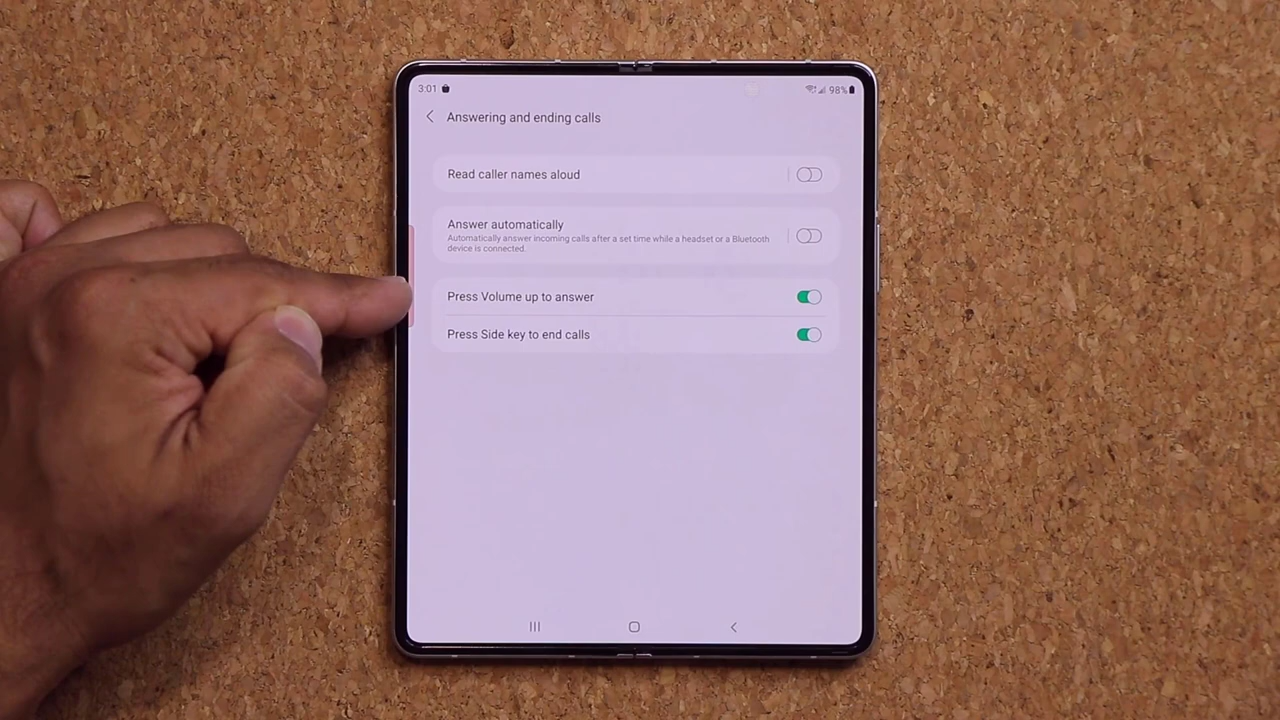 3:01
98%
Answering and ending calls
Read caller names aloud
Answer automatically
Automatically answer incoming calls after a set time while a headset or a Bluetooth
device is connected.
Press Volume up to answer
Press Side key to end calls